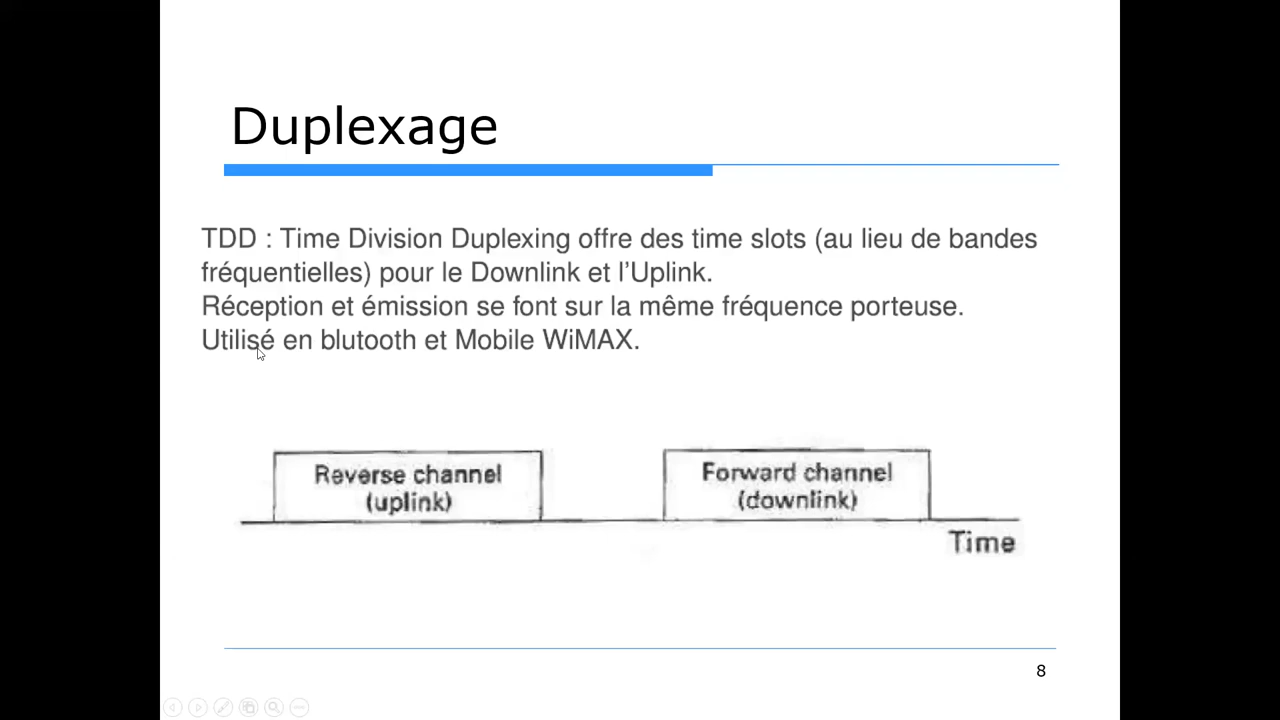 Duplexage
TDD : Time Division Duplexing offre des time slots (au lieu de bandes
fréquentielles) pour le Downlink et l’Uplink.
Réception et émission se font sur la même fréquence porteuse.
Utilisé en blutooth et Mobile WiMAX.
Reverse channel
(uplink)
Forward channel
(downlink)
Time
8